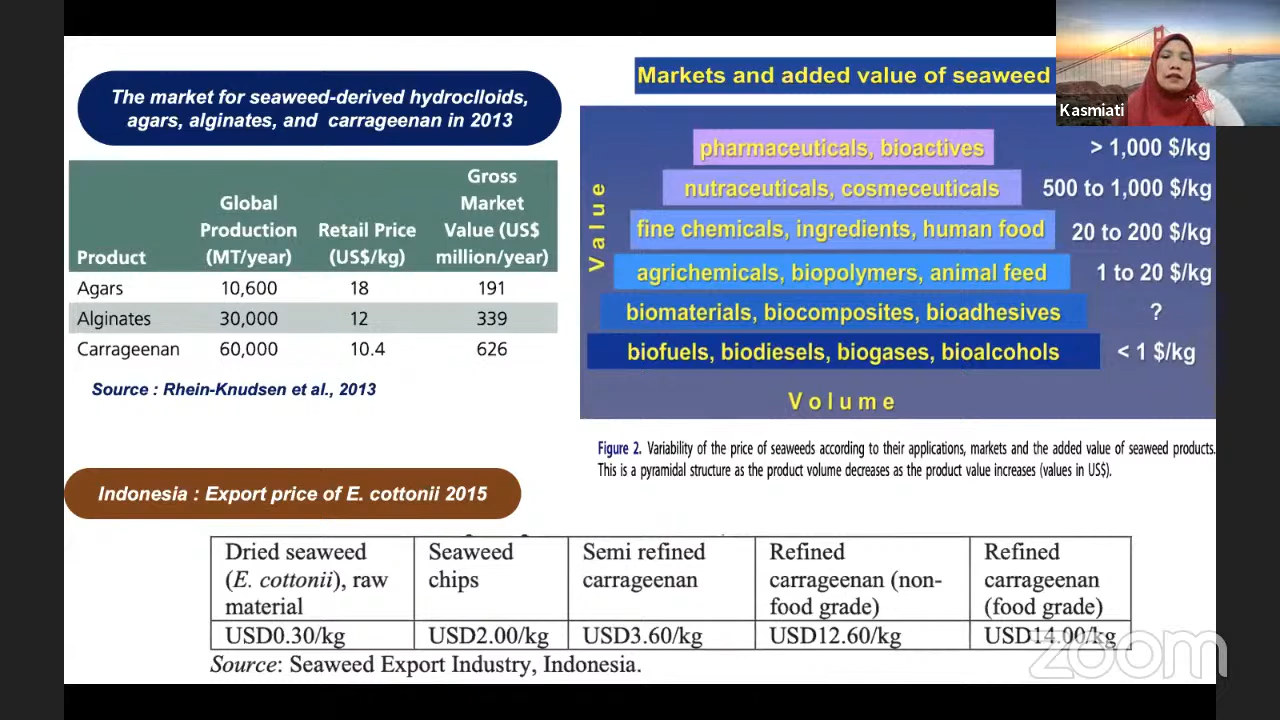 The market for seaweed-derived hydroclloids,
agars, alginates, and carrageenan in 2013
Product
Global
Production
(MT/year)
Retail Price
(US$/kg)
Gross
Market
Value (US$
million/year)
Agars 10,600 18 191
Alginates 30,000 12 339
Carrageenan 60,000 10.4 626
Source : Rhein-Knudsen et al., 2013
Markets and added value of seaweed
Kasmiati
Value
pharmaceuticals, bioactives > 1,000 $/kg
nutraceuticals, cosmeceuticals 500 to 1,000 $/kg
fine chemicals, ingredients, human food 20 to 200 $/kg
agrichemicals, biopolymers, animal feed 1 to 20 $/kg
biomaterials, biocomposites, bioadhesives ?
biofuels, biodiesels, biogases, bioalcohols < 1 $/kg
Volume
Figure 2. Variability of the price of seaweeds according to their applications, markets and the added value of seaweed products.
This is a pyramidal structure as the product volume decreases as the product value increases (values in US$).
Indonesia : Export price of E. cottonii 2015
Dried seaweed
(E. cottonii), raw
material
Seaweed
chips
Semi refined
carrageenan
Refined
carrageenan (non-
food grade)
Refined
carrageenan
(food grade)
USD0.30/kg USD2.00/kg USD3.60/kg USD12.60/kg USD14.00/kg
Source: Seaweed Export Industry, Indonesia.
zoom